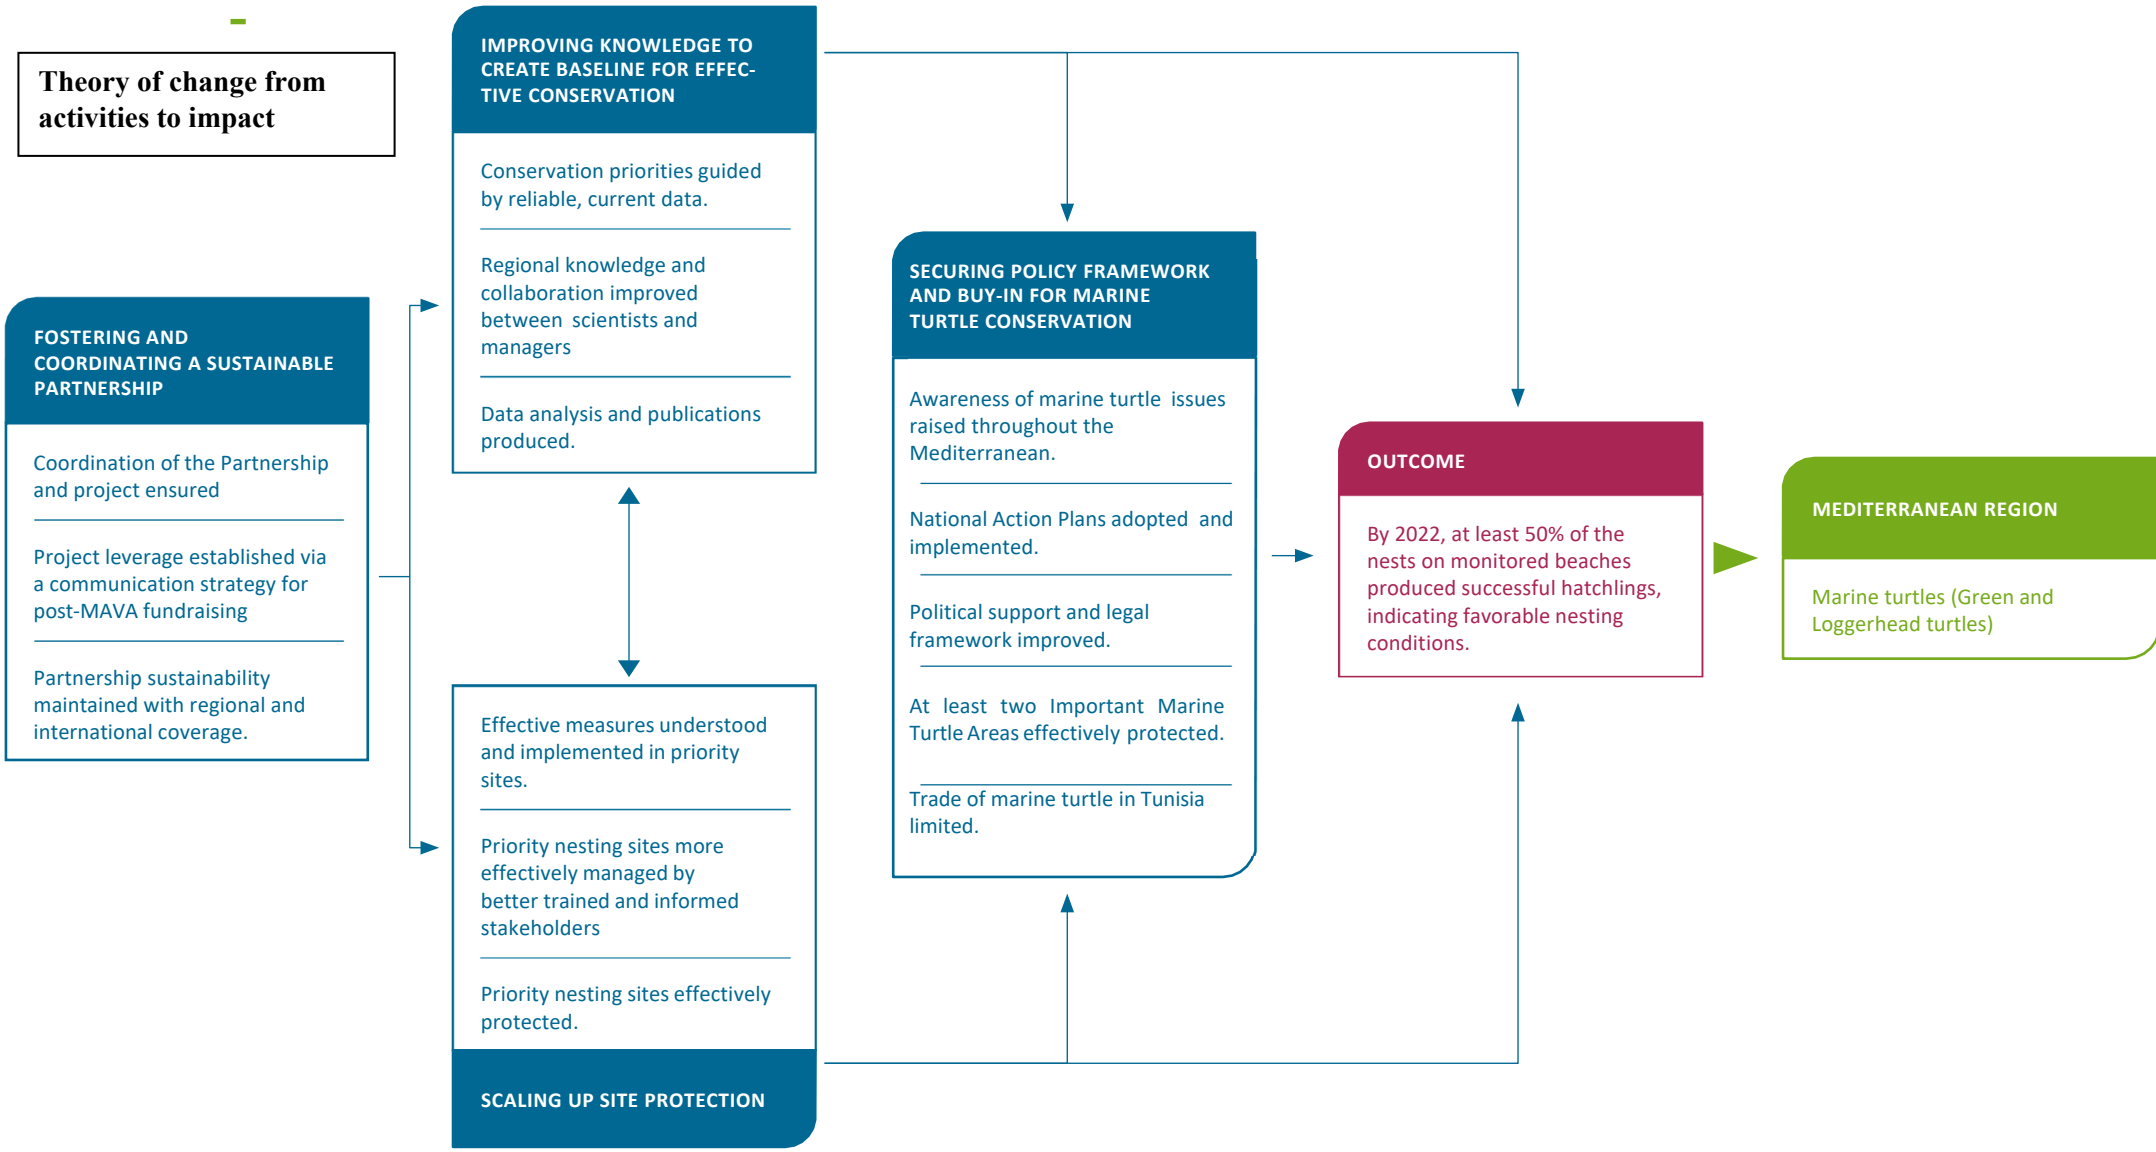 Theory of change from
activities to impact
FOSTERING AND
COORDINATING A SUSTAINABLE
PARTNERSHIP
Coordination of the Partnership
and project ensured
Project leverage established via
a communication strategy for
post-MAVA fundraising
Partnership sustainability
maintained with regional and
international coverage.
IMPROVING KNOWLEDGE TO
CREATE BASELINE FOR EFFEC-
TIVE CONSERVATION
Conservation priorities guided
by reliable, current data.
Regional knowledge and
collaboration improved
between scientists and
managers
Data analysis and publications
produced.
Effective measures understood
and implemented in priority
sites.
Priority nesting sites more
effectively managed by
better trained and informed
stakeholders
Priority nesting sites effectively
protected.
SCALING UP SITE PROTECTION
SECURING POLICY FRAMEWORK
AND BUY-IN FOR MARINE
TURTLE CONSERVATION
Awareness of marine turtle issues
raised throughout the
Mediterranean.
National Action Plans adopted and
implemented.
Political support and legal
framework improved.
At least two Important Marine
Turtle Areas effectively protected.
Trade of marine turtle in Tunisia
limited.
OUTCOME
By 2022, at least 50% of the
nests on monitored beaches
produced successful hatchlings,
indicating favorable nesting
conditions.
MEDITERRANEAN REGION
Marine turtles (Green and
Loggerhead turtles)